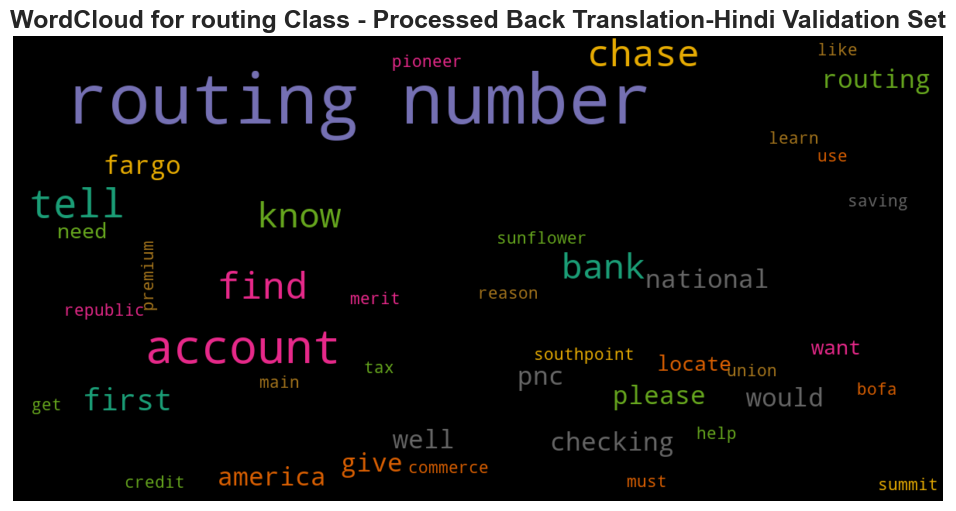 WordCloud for routing Class - Processed Back Translation-Hindi Validation Set
routing number
chase
like
pioneer
routing
learn
use
fargo
tell
need
know
saving
sunflower
bank
national
premium
find
merit
reason
republic
account
southpoint
want
locate
union
tax
main
pnc
bofa
get
first
please
would
well
checking
help
give
commerce
america
credit
must
summit